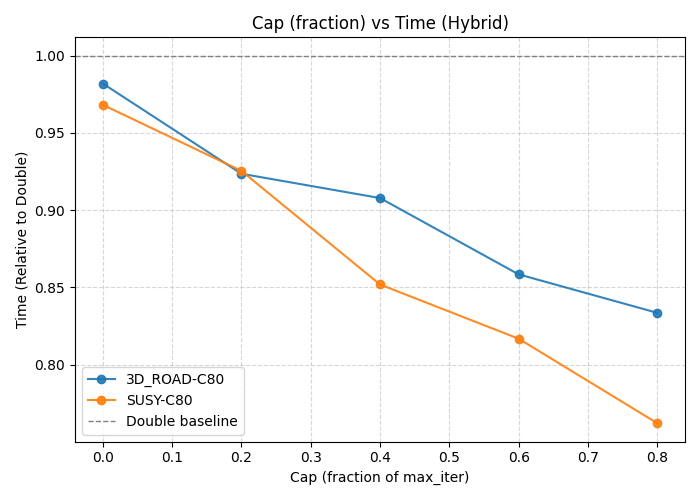 Cap (fraction) vs Time (Hybrid)
Time (Relative to Double)
1.00
0.95
0.90
0.85
0.80
3D_ROAD-C80
SUSY-C80
Double baseline
0.0 0.1 0.2 0.3 0.4 0.5 0.6 0.7 0.8
Cap (fraction of max_iter)